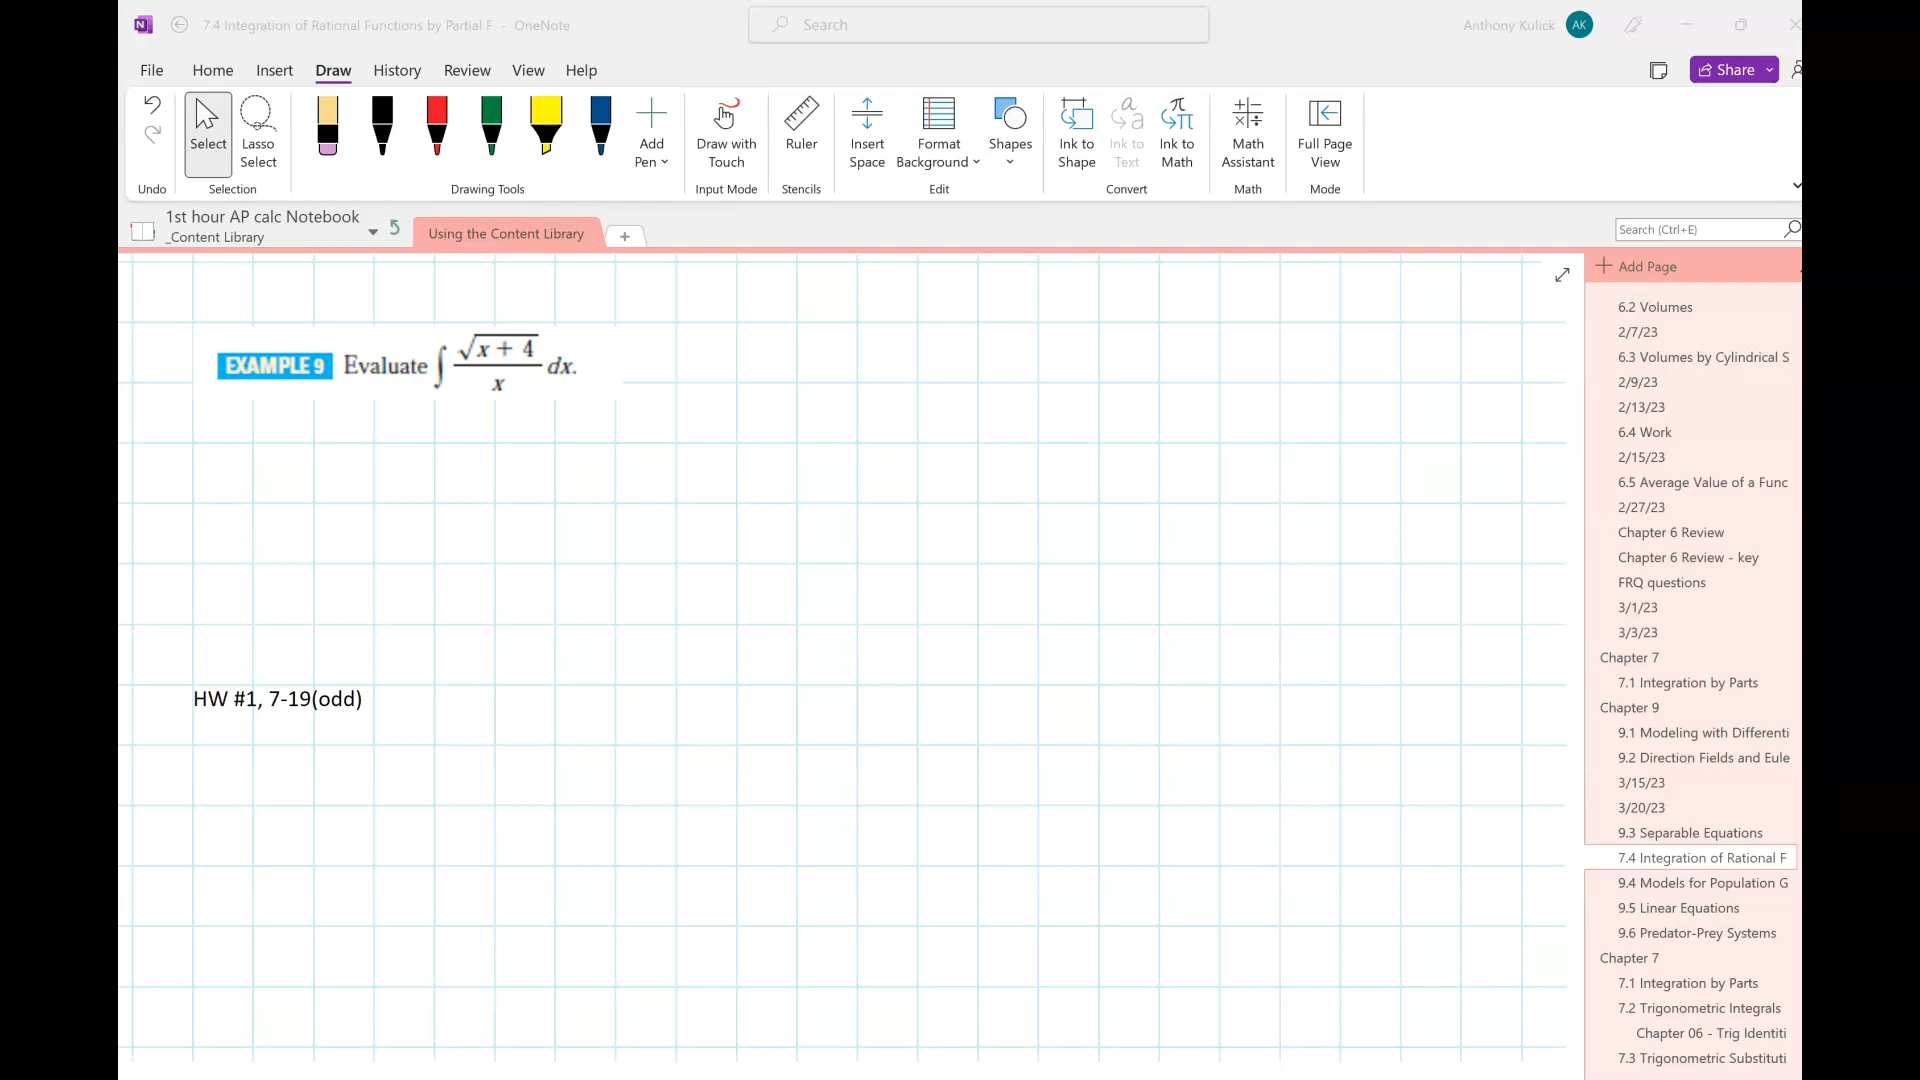 7.4 Integration of Rational Functions by Partial F - OneNote
Search
Anthony Kulick
AK
File Home Insert Draw History Review View Help
Share
Select
Lasso Select
Add Pen
Draw with Touch
Ruler
Insert Space
Format Background
Shapes
Ink to Shape
Ink to Text
Ink to Math
Math Assistant
Full Page View
Undo Selection Drawing Tools Input Mode Stencils Edit Convert Math Mode
1st hour AP calc Notebook
_Content Library
Using the Content Library
Search (Ctrl+E)
Add Page
EXAMPLE 9 Evaluate ∫ √(x + 4) / x dx.
HW #1, 7-19(odd)
6.2 Volumes
2/7/23
6.3 Volumes by Cylindrical S
2/9/23
2/13/23
6.4 Work
2/15/23
6.5 Average Value of a Func
2/27/23
Chapter 6 Review
Chapter 6 Review - key
FRQ questions
3/1/23
3/3/23
Chapter 7
7.1 Integration by Parts
Chapter 9
9.1 Modeling with Differenti
9.2 Direction Fields and Eule
3/15/23
3/20/23
9.3 Separable Equations
7.4 Integration of Rational F
9.4 Models for Population G
9.5 Linear Equations
9.6 Predator-Prey Systems
Chapter 7
7.1 Integration by Parts
7.2 Trigonometric Integrals
Chapter 06 - Trig Identiti
7.3 Trigonometric Substituti